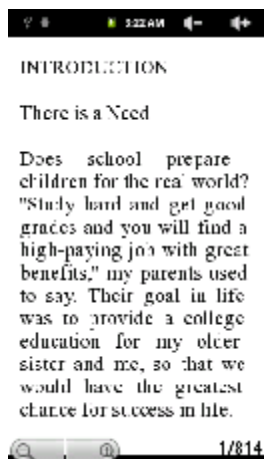 3:22 AM
INTRODUCTION
There is a Need
Does school prepare
children for the real world?
"Study hard and get good
grades and you will find a
high-paying job with great
benefits," my parents used
to say. Their goal in life
was to provide a college
education for my older
sister and me, so that we
would have the greatest
chance for success in life.
1/814